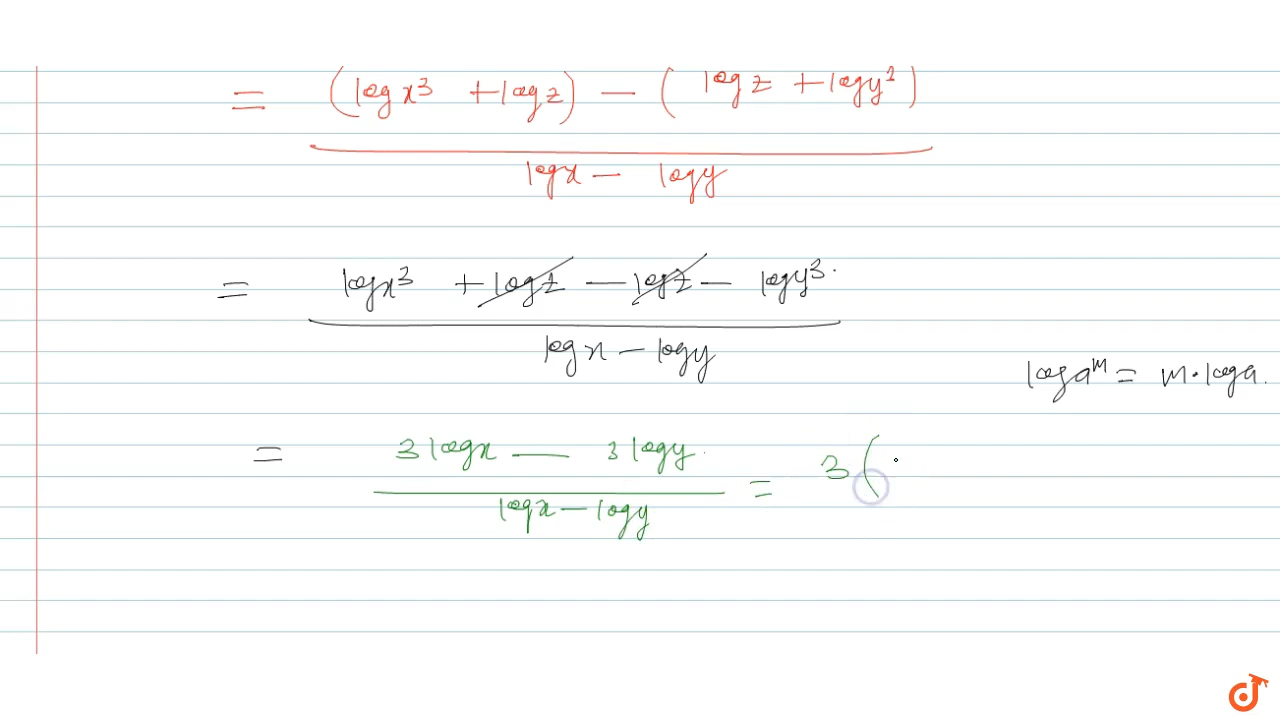 = (log x³ + log z) − (log z + log y³)
log x − log y
= log x³ + log z − log z − log y³.
log x − log y
log aᵐ = m · log a.
= 3 log x − 3 log y. = 3 (
log x − log y